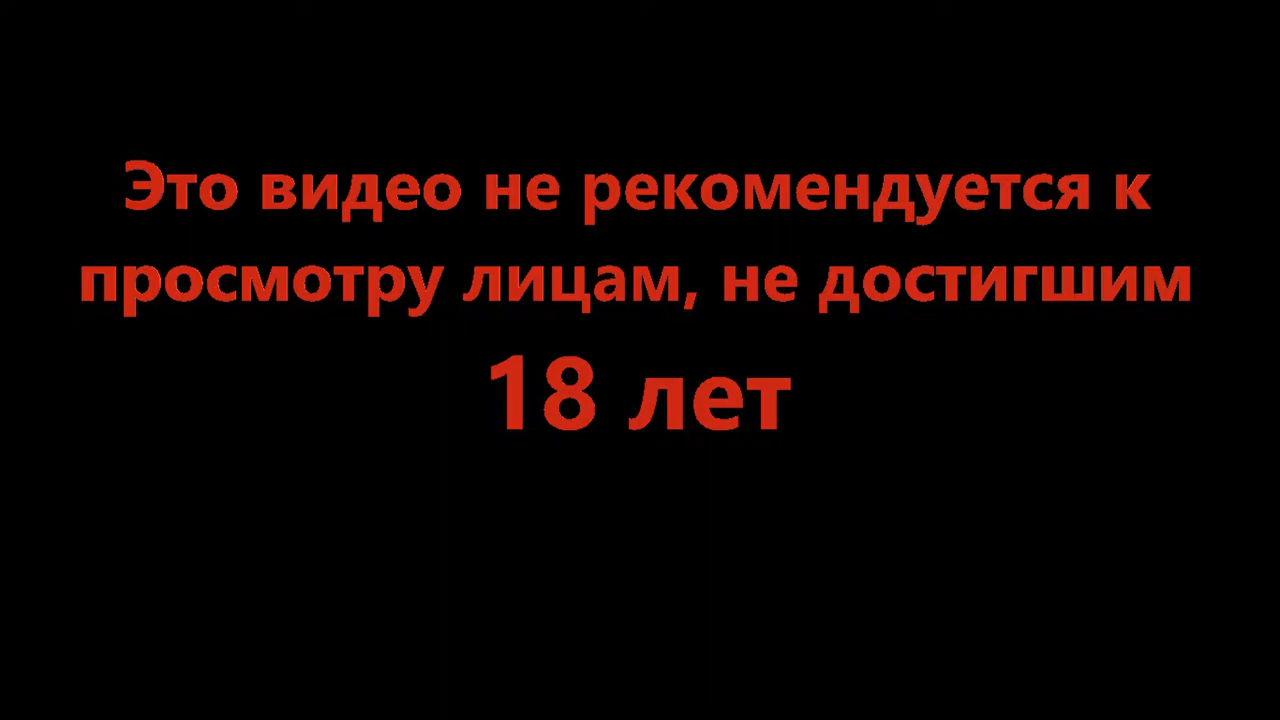 Это видео не рекомендуется к
просмотру лицам, не достигшим
18 лет